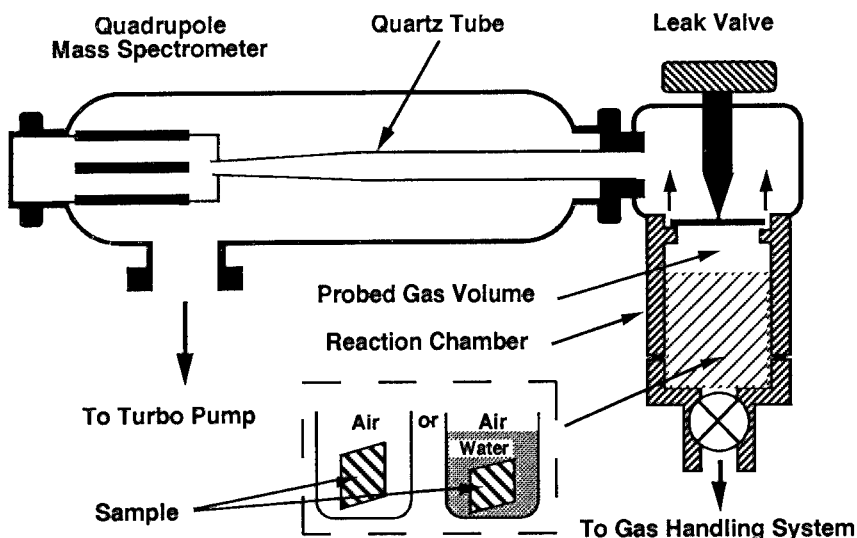 Quadrupole
Mass Spectrometer
Quartz Tube
Leak Valve
Probed Gas Volume
Reaction Chamber
To Turbo Pump
Air
or
Air
Water
Sample
To Gas Handling System